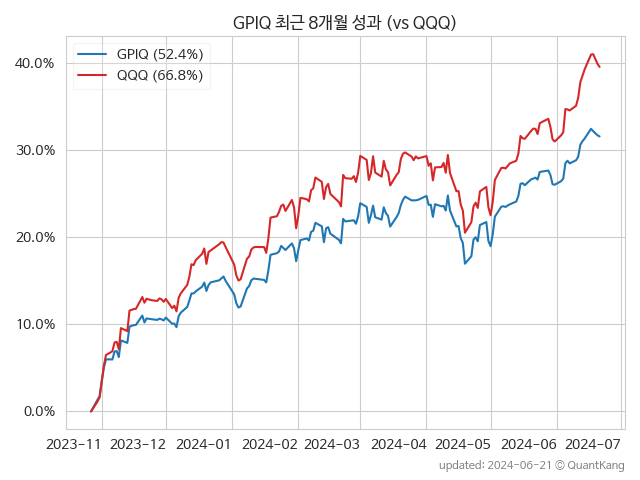 GPIQ 최근 8개월 성과 (vs QQQ)
GPIQ (52.4%)
QQQ (66.8%)
40.0%
30.0%
20.0%
10.0%
0.0%
2023-11 2023-12 2024-01 2024-02 2024-03 2024-04 2024-05 2024-06 2024-07
updated: 2024-06-21 © QuantKang